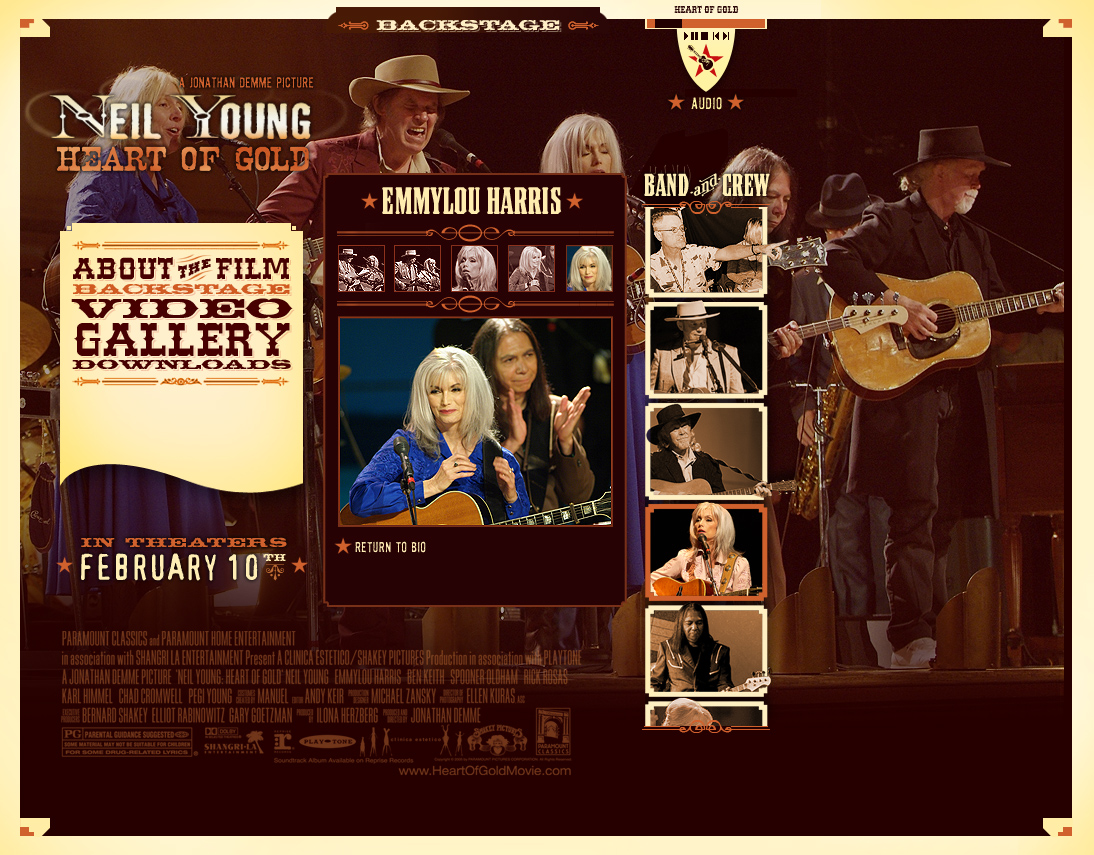 BACKSTAGE
HEART OF GOLD
AUDIO
A JONATHAN DEMME PICTURE
NEIL YOUNG
HEART OF GOLD
EMMYLOU HARRIS
BAND and CREW
ABOUT THE FILM
BACKSTAGE
VIDEO
GALLERY
DOWNLOADS
RETURN TO BIO
IN THEATERS
FEBRUARY 10TH
PARAMOUNT CLASSICS and PARAMOUNT HOME ENTERTAINMENT
in association with SHANGRI LA ENTERTAINMENT Present A CLINICA ESTETICO/SHAKEY PICTURES Production in association with PLAYTONE
A JONATHAN DEMME PICTURE "NEIL YOUNG: HEART OF GOLD" NEIL YOUNG EMMYLOU HARRIS BEN KEITH SPOONER OLDHAM RICK ROSAS
KARL HIMMEL CHAD CROMWELL PEGI YOUNG MANUEL ANDY KEIR PRODUCTION DESIGNER MICHAEL ZANSKY ELLEN KURAS, ASC
EXECUTIVE PRODUCERS BERNARD SHAKEY ELLIOT RABINOWITZ GARY GOETZMAN PRODUCED BY ILONA HERZBERG PRODUCED AND DIRECTED BY JONATHAN DEMME
PG PARENTAL GUIDANCE SUGGESTED
SOME MATERIAL MAY NOT BE SUITABLE FOR CHILDREN
FOR SOME DRUG-RELATED LYRICS
DOLBY
SHANGRI-LA
ENTERTAINMENT
reprise
PLAY-TONE
clinica estetico
SHAKEY PICTURES
PARAMOUNT
CLASSICS
Soundtrack Album Available on Reprise Records
www.HeartOfGoldMovie.com